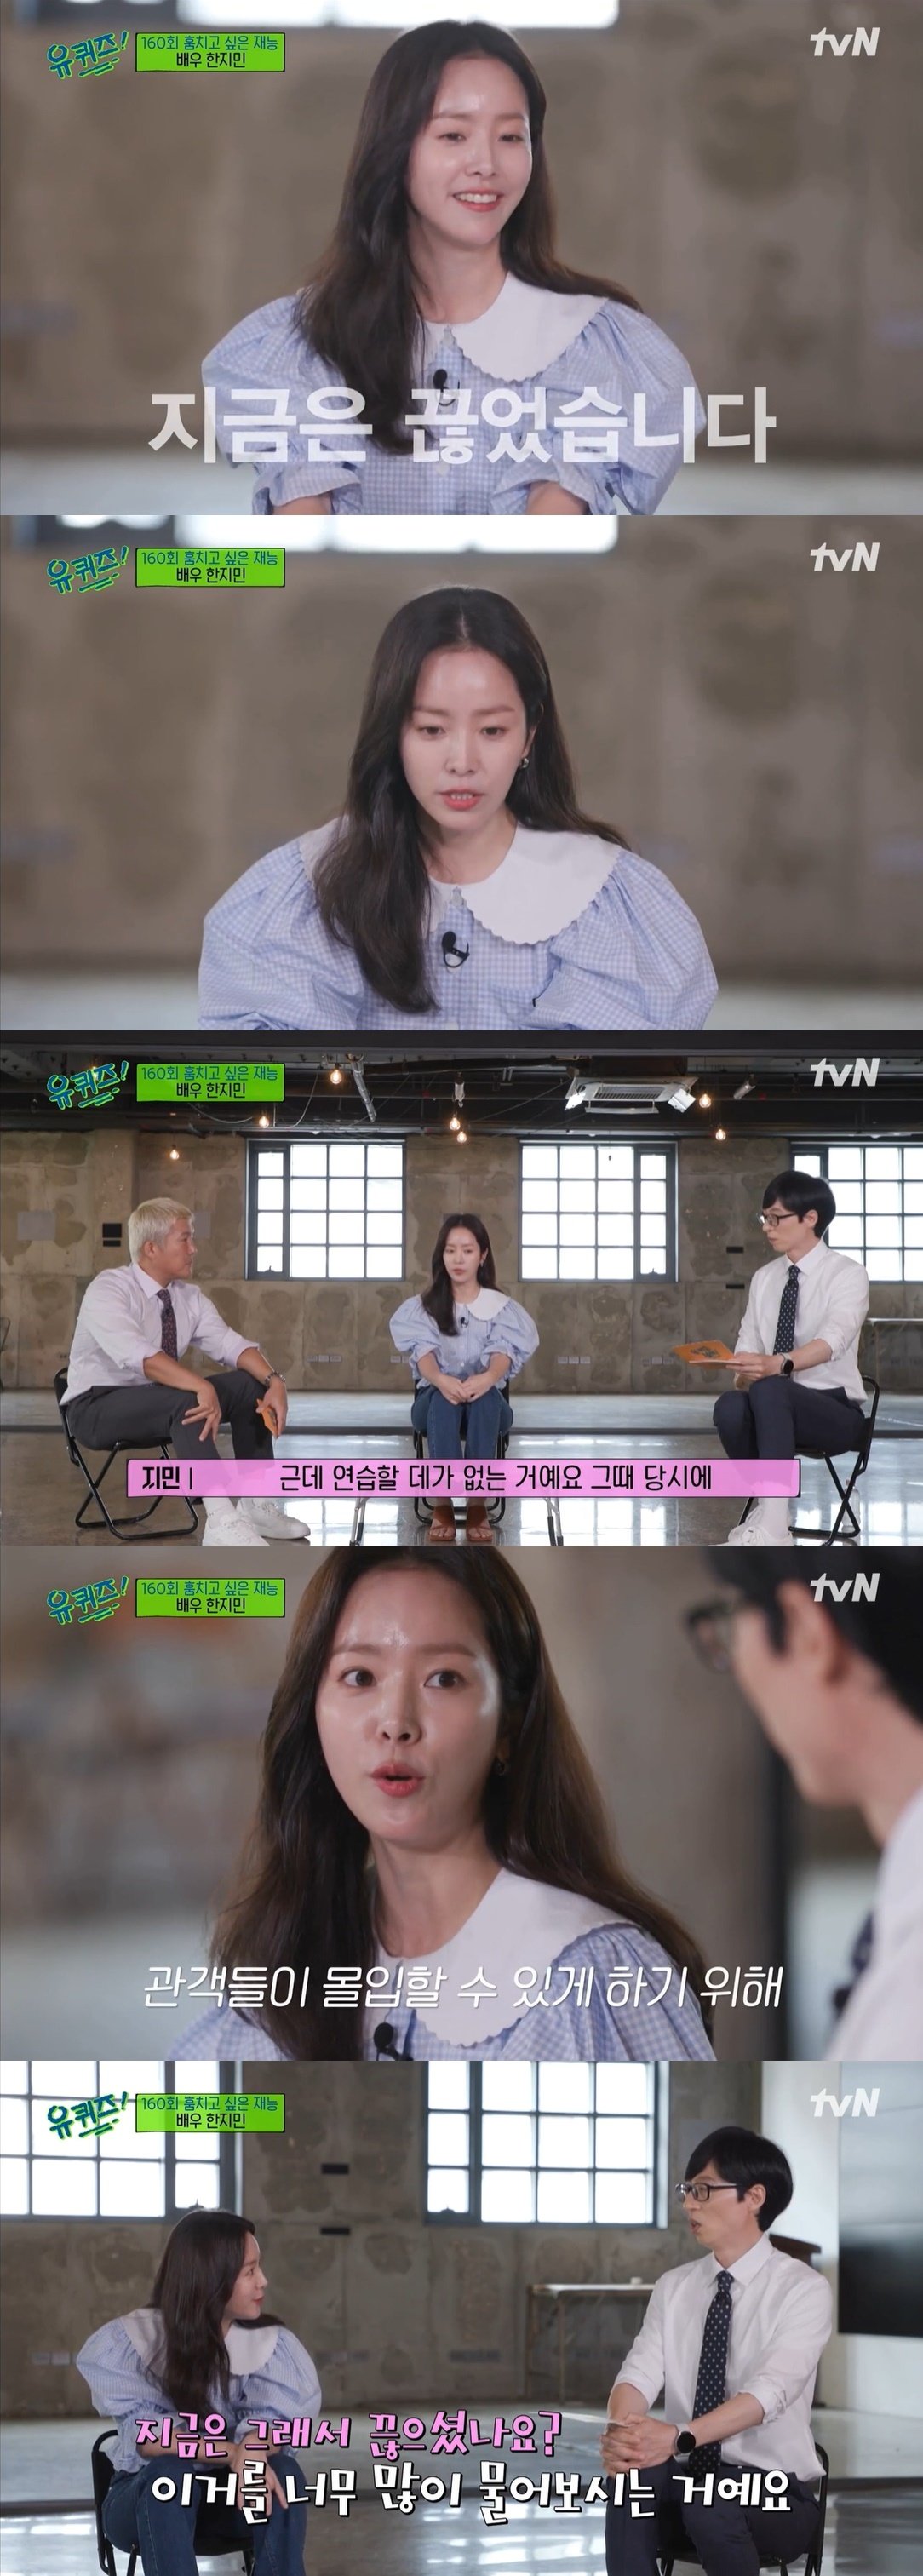 유퀴즈!
160회 훔치고 싶은 재능
배우 한지민
tvN
지금은 끊었습니다
유퀴즈!
160회 훔치고 싶은 재능
배우 한지민
tvN
유퀴즈!
160회 훔치고 싶은 재능
배우 한지민
tvN
지민 | 근데 연습할 데가 없는 거예요 그때 당시에
유퀴즈!
160회 훔치고 싶은 재능
배우 한지민
tvN
관객들이 몰입할 수 있게 하기 위해
유퀴즈!
160회 훔치고 싶은 재능
배우 한지민
tvN
지금은 그래서 끊으셨나요?
이거를 너무 많이 물어보시는 거예요